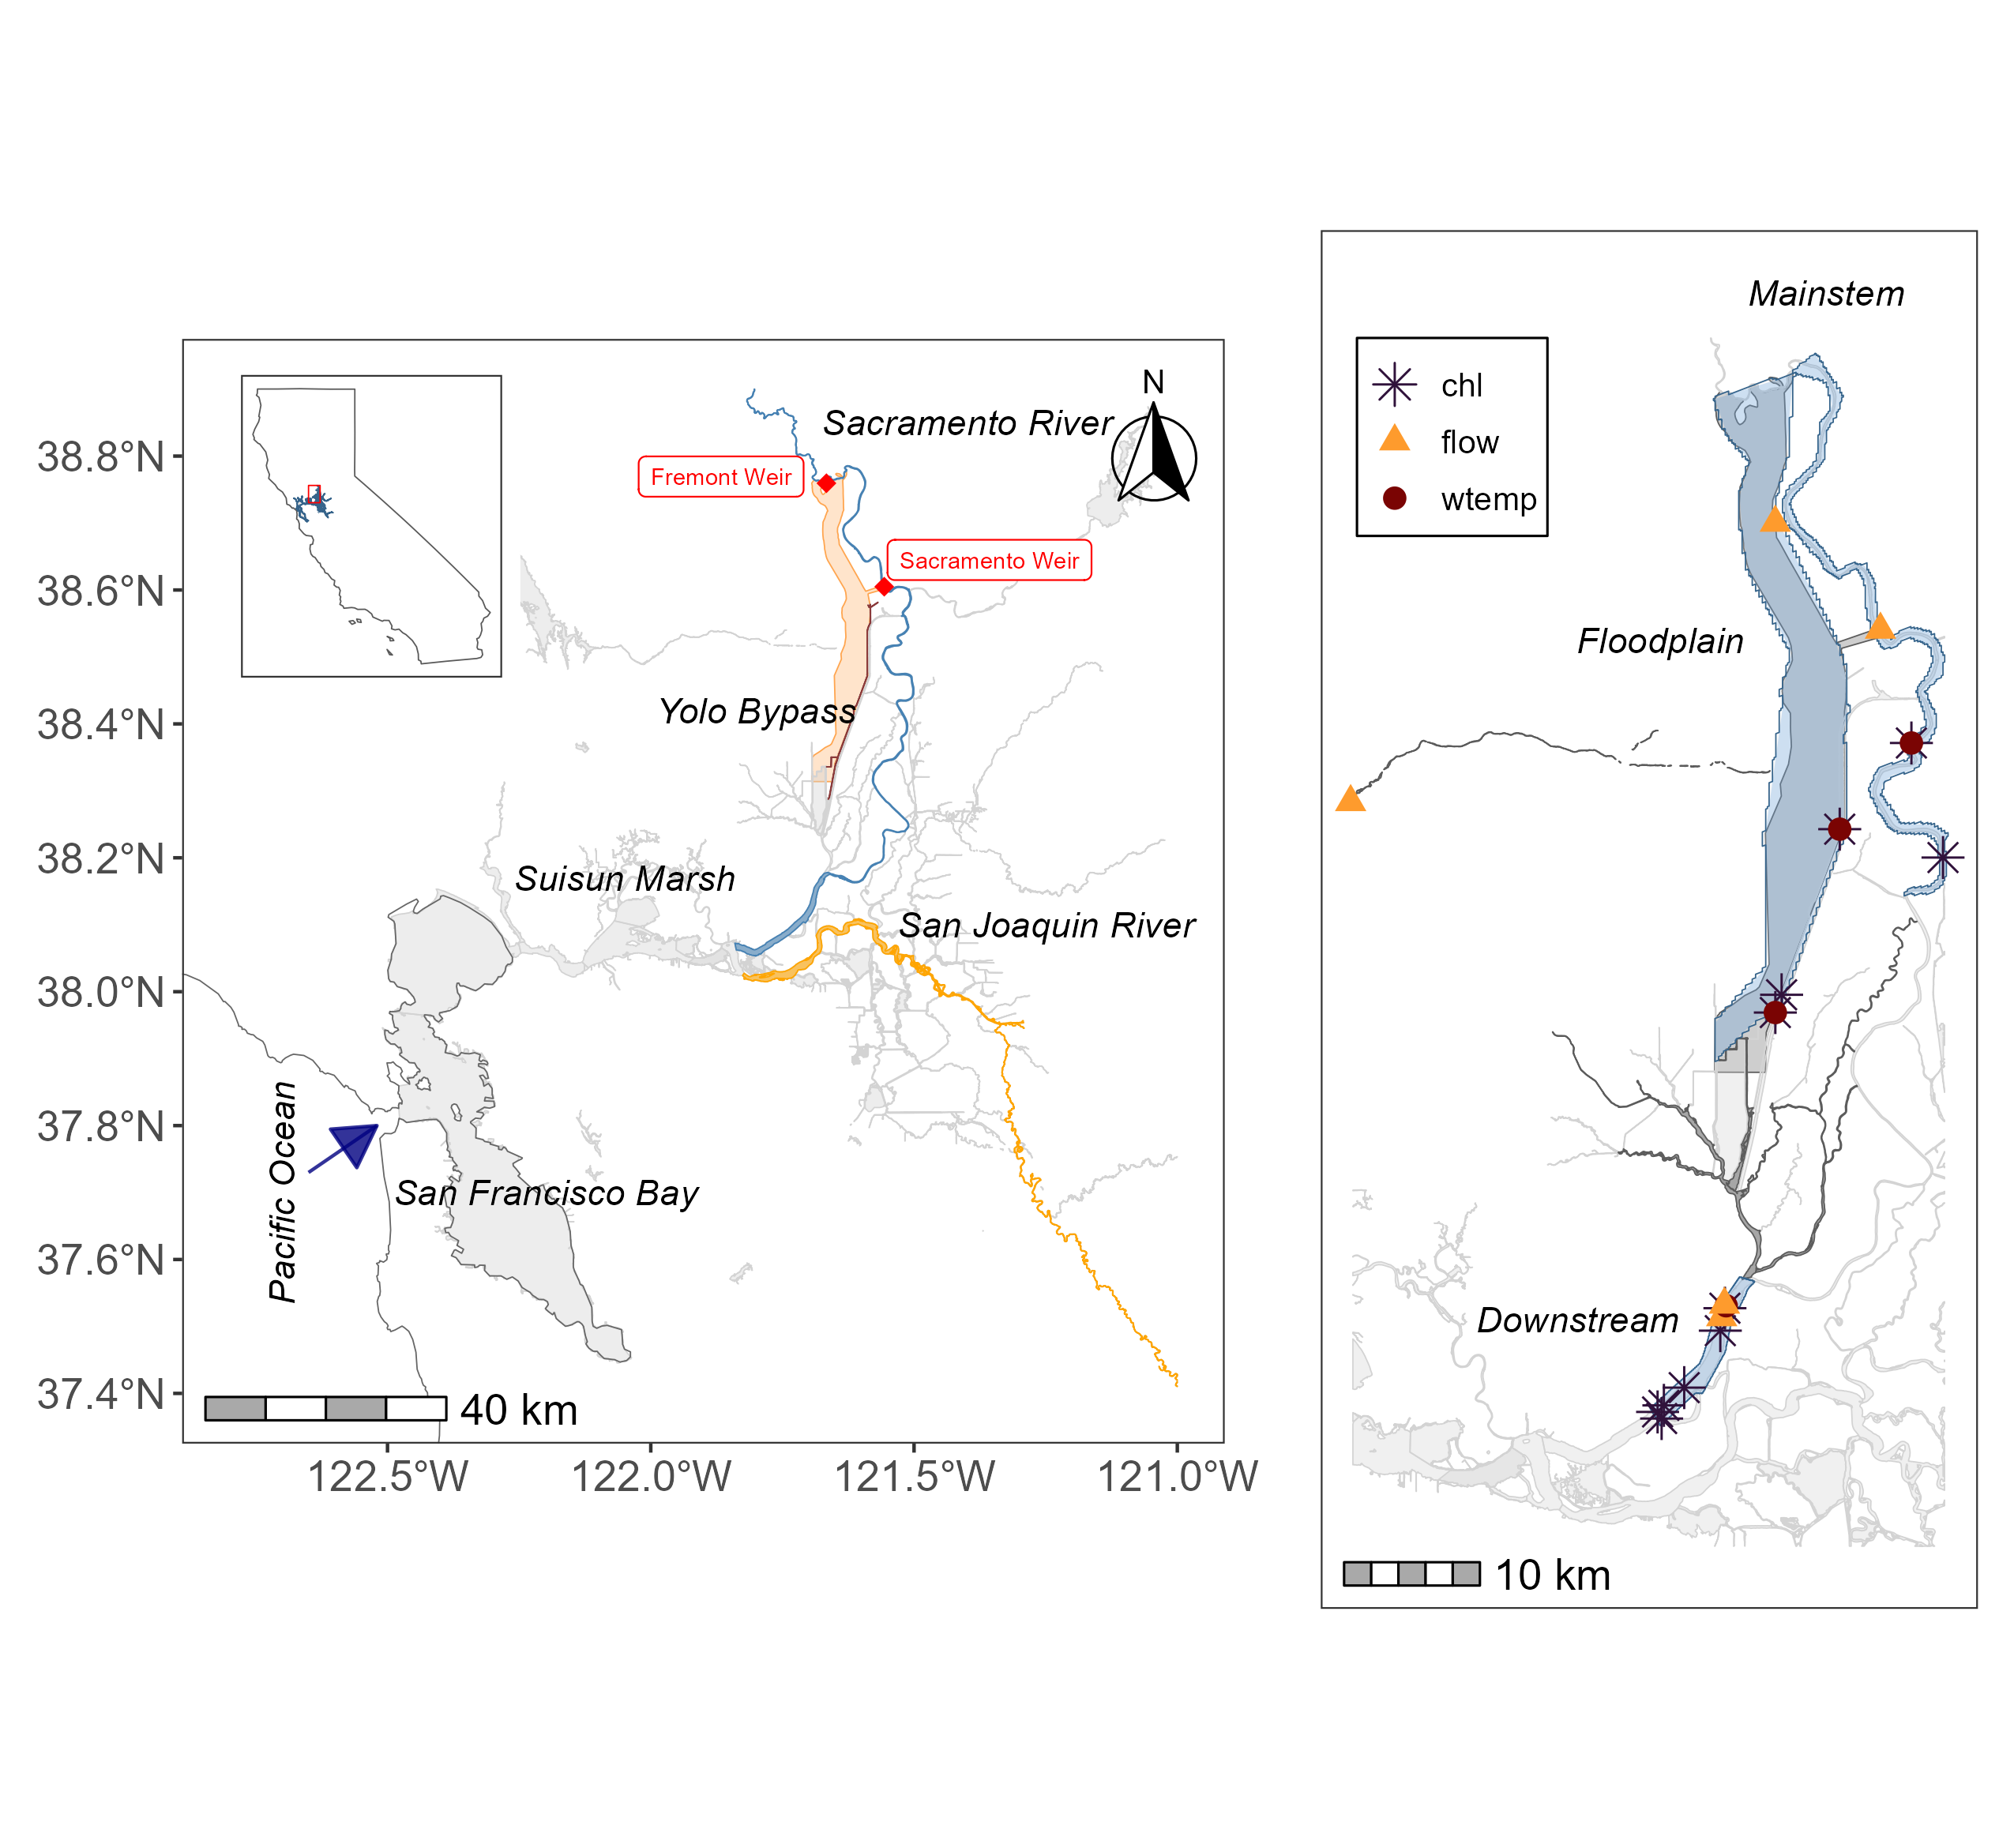 N
Sacramento River
Fremont Weir
Sacramento Weir
Yolo Bypass
Suisun Marsh
San Joaquin River
Pacific Ocean
San Francisco Bay
40 km
38.8°N
38.6°N
38.4°N
38.2°N
38.0°N
37.8°N
37.6°N
37.4°N
122.5°W
122.0°W
121.5°W
121.0°W
Mainstem
chl
flow
wtemp
Floodplain
Downstream
10 km